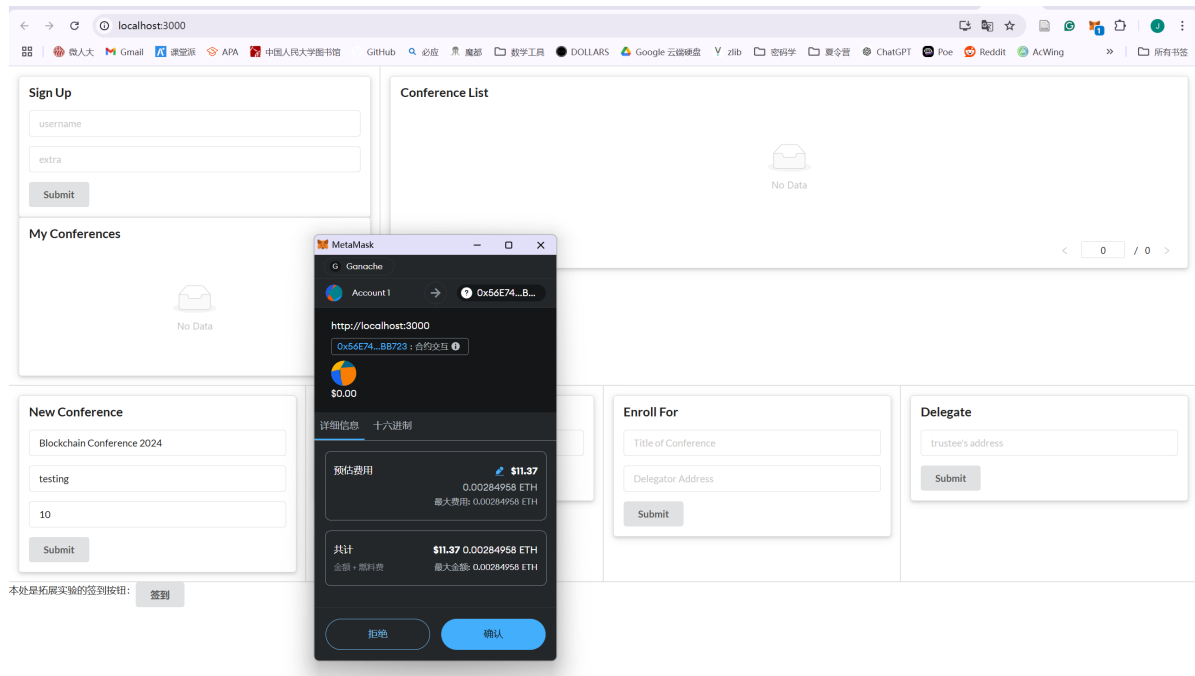 localhost:3000
微人大 Gmail 课堂派 APA 中国人民大学图书馆 GitHub 必应 魔都 数学工具 DOLLARS Google 云端硬盘 zlib 密码学 夏令营 ChatGPT Poe Reddit AcWing » 所有书签
Sign Up
username
extra
Submit
Conference List
No Data
< 0 / 0 >
My Conferences
No Data
MetaMask
G Ganache
Account 1 → 0x56E74...B...
http://localhost:3000
0x56E74...BB723 : 合约交互
$0.00
详细信息 十六进制
预估费用 $11.37
0.00284958 ETH
最大费用: 0.00284958 ETH
共计 $11.37 0.00284958 ETH
金额 + 燃料费 最大金额: 0.00284958 ETH
拒绝 确认
New Conference
Blockchain Conference 2024
testing
10
Submit
Enroll For
Title of Conference
Delegator Address
Submit
Delegate
trustee's address
Submit
本处是拓展实验的签到按钮: 签到